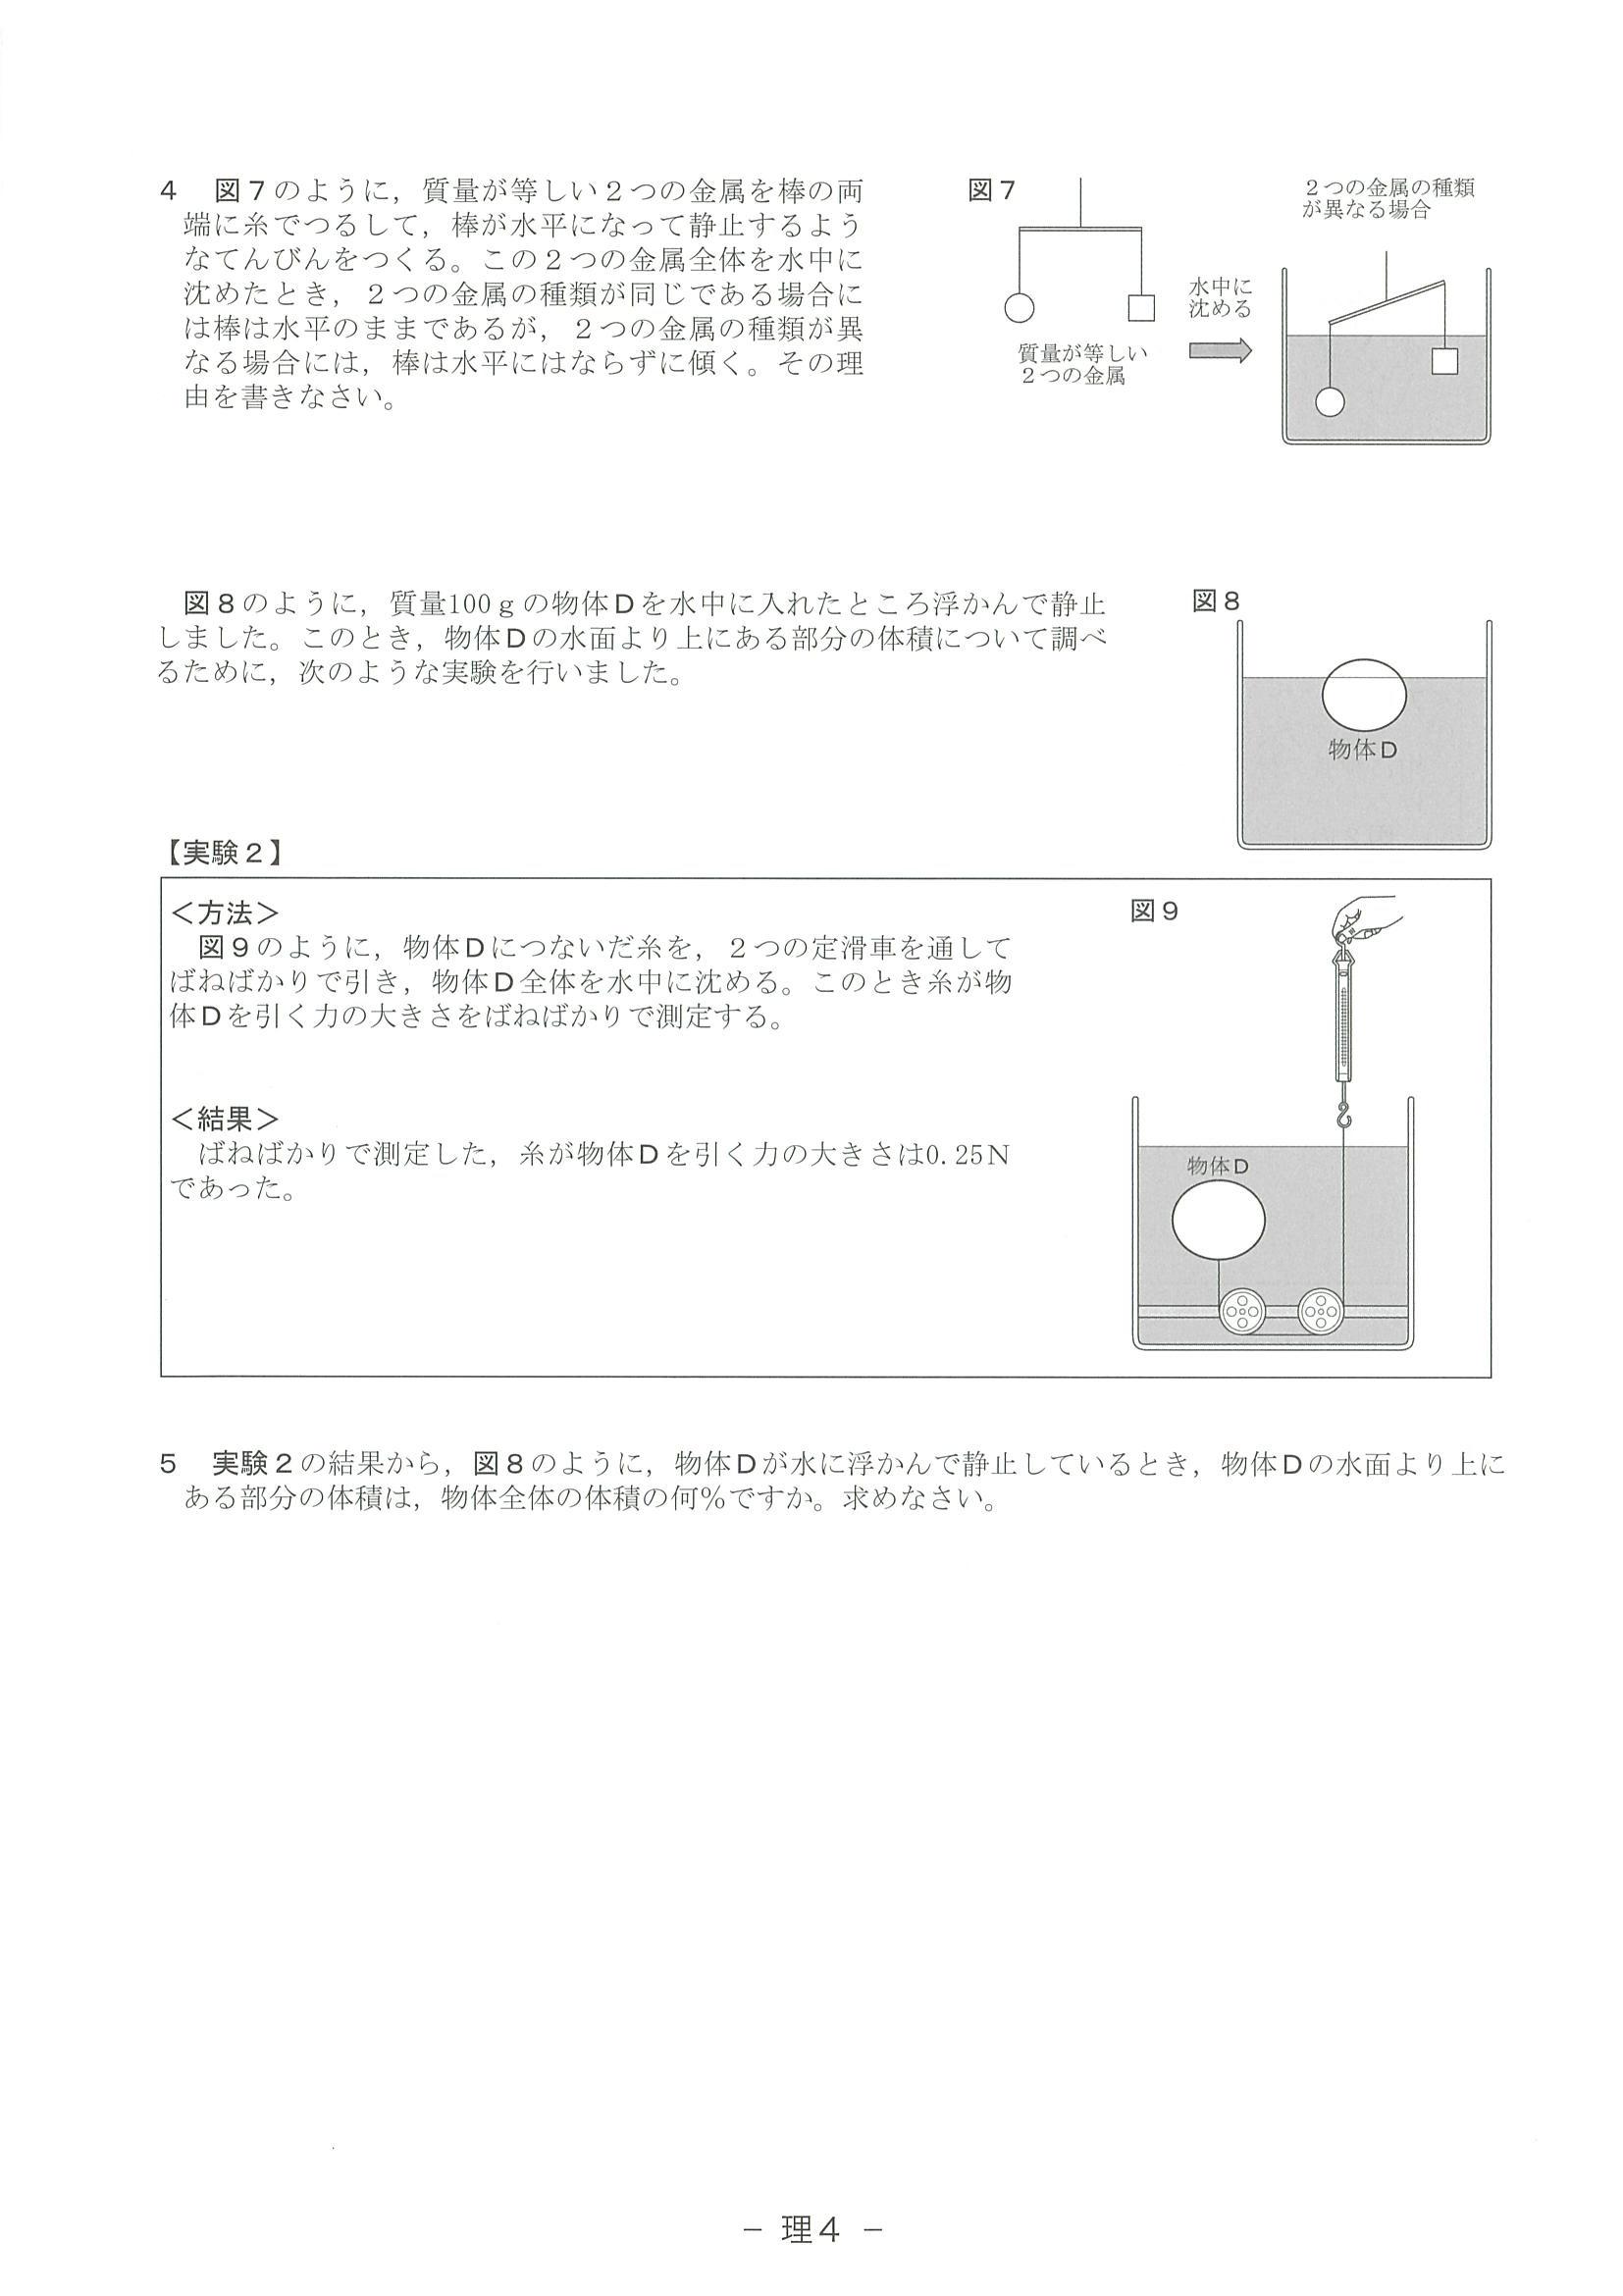 4　図7のように，質量が等しい2つの金属を棒の両
端に糸でつるして，棒が水平になって静止するよう
なてんびんをつくる。この2つの金属全体を水中に
沈めたとき，2つの金属の種類が同じである場合に
は棒は水平のままであるが，2つの金属の種類が異
なる場合には，棒は水平にはならずに傾く。その理
由を書きなさい。
図7
質量が等しい
2つの金属
水中に
沈める
2つの金属の種類
が異なる場合
図8のように，質量100gの物体Dを水中に入れたところ浮かんで静止
しました。このとき，物体Dの水面より上にある部分の体積について調べ
るために，次のような実験を行いました。
図8
物体D
【実験2】
＜方法＞
図9のように，物体Dにつないだ糸を，2つの定滑車を通して
ばねばかりで引き，物体D全体を水中に沈める。このとき糸が物
体Dを引く力の大きさをばねばかりで測定する。
＜結果＞
ばねばかりで測定した，糸が物体Dを引く力の大きさは0.25N
であった。
図9
物体D
5　実験2の結果から，図8のように，物体Dが水に浮かんで静止しているとき，物体Dの水面より上に
ある部分の体積は，物体全体の体積の何％ですか。求めなさい。
－ 理4 －